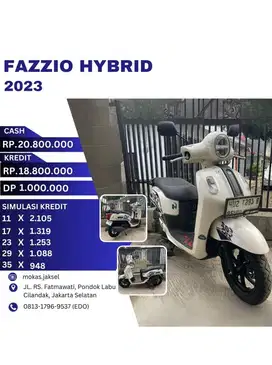 FAZZIO HYBRID
2023
CASH
RP.20.800.000
KREDIT
RP.18.800.000
DP 1.000.000
SIMULASI KREDIT
11 X 2.105
17 X 1.319
23 X 1.253
29 X 1.088
35 X 948
mokas.jaksel
JL. RS. Fatmawati, Pondok Labu
Cilandak, Jakarta Selatan
0813-1796-9537 (EDO)